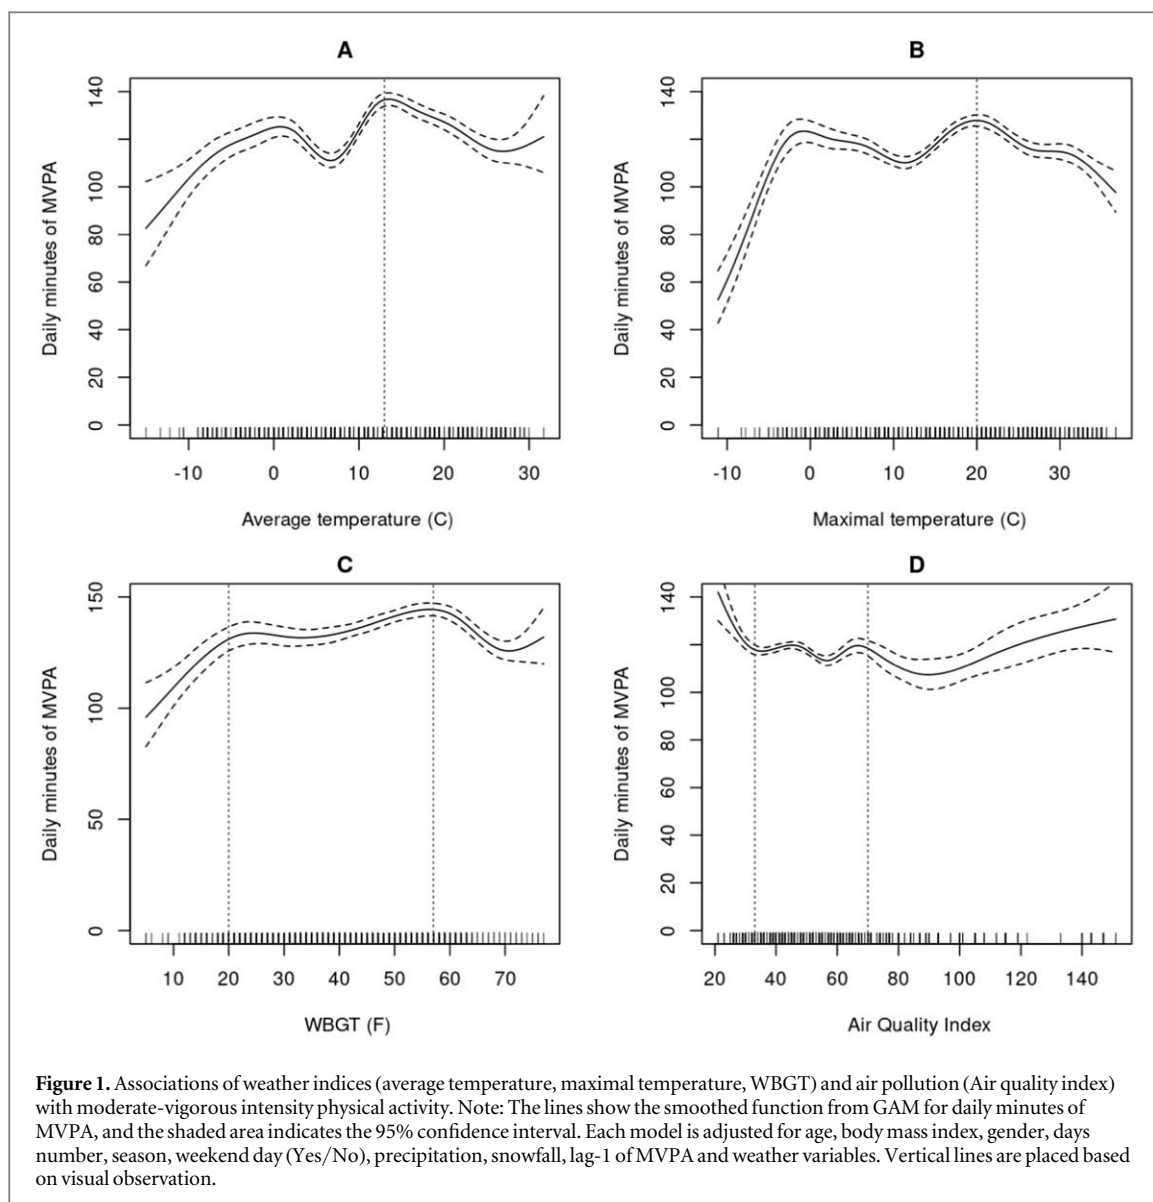 A
Daily minutes of MVPA
0 20 40 60 80 100 140
-10 0 10 20 30
Average temperature (C)
B
Daily minutes of MVPA
0 20 40 60 80 100 140
-10 0 10 20 30
Maximal temperature (C)
C
Daily minutes of MVPA
0 50 100 150
10 20 30 40 50 60 70
WBGT (F)
D
Daily minutes of MVPA
0 20 40 60 80 100 140
20 40 60 80 100 120 140
Air Quality Index
Figure 1. Associations of weather indices (average temperature, maximal temperature, WBGT) and air pollution (Air quality index)
with moderate-vigorous intensity physical activity. Note: The lines show the smoothed function from GAM for daily minutes of
MVPA, and the shaded area indicates the 95% confidence interval. Each model is adjusted for age, body mass index, gender, days
number, season, weekend day (Yes/No), precipitation, snowfall, lag-1 of MVPA and weather variables. Vertical lines are placed based
on visual observation.